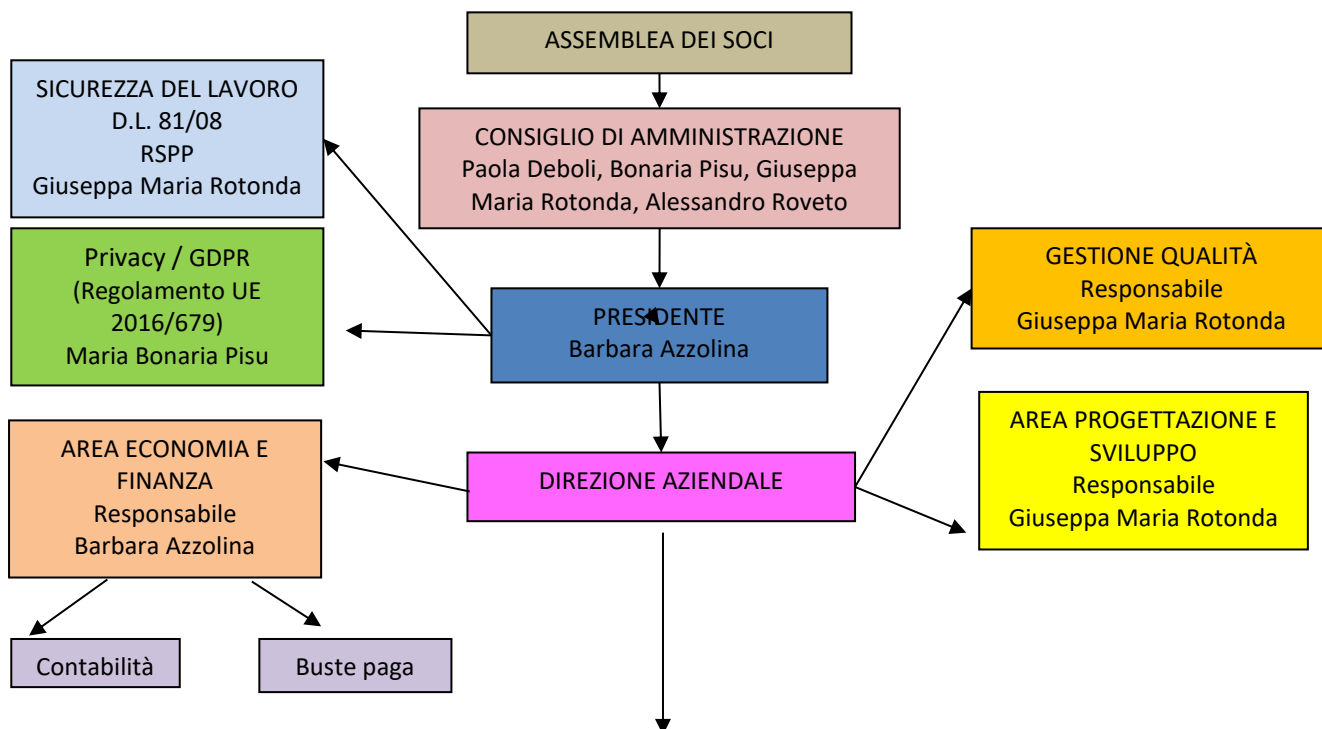 ASSEMBLEA DEI SOCI
SICUREZZA DEL LAVORO
D.L. 81/08
RSPP
Giuseppa Maria Rotonda
CONSIGLIO DI AMMINISTRAZIONE
Paola Deboli, Bonaria Pisu, Giuseppa
Maria Rotonda, Alessandro Roveto
Privacy / GDPR
(Regolamento UE
2016/679)
Maria Bonaria Pisu
PRESIDENTE
Barbara Azzolina
GESTIONE QUALITÀ
Responsabile
Giuseppa Maria Rotonda
AREA ECONOMIA E
FINANZA
Responsabile
Barbara Azzolina
DIREZIONE AZIENDALE
AREA PROGETTAZIONE E
SVILUPPO
Responsabile
Giuseppa Maria Rotonda
Contabilità
Buste paga